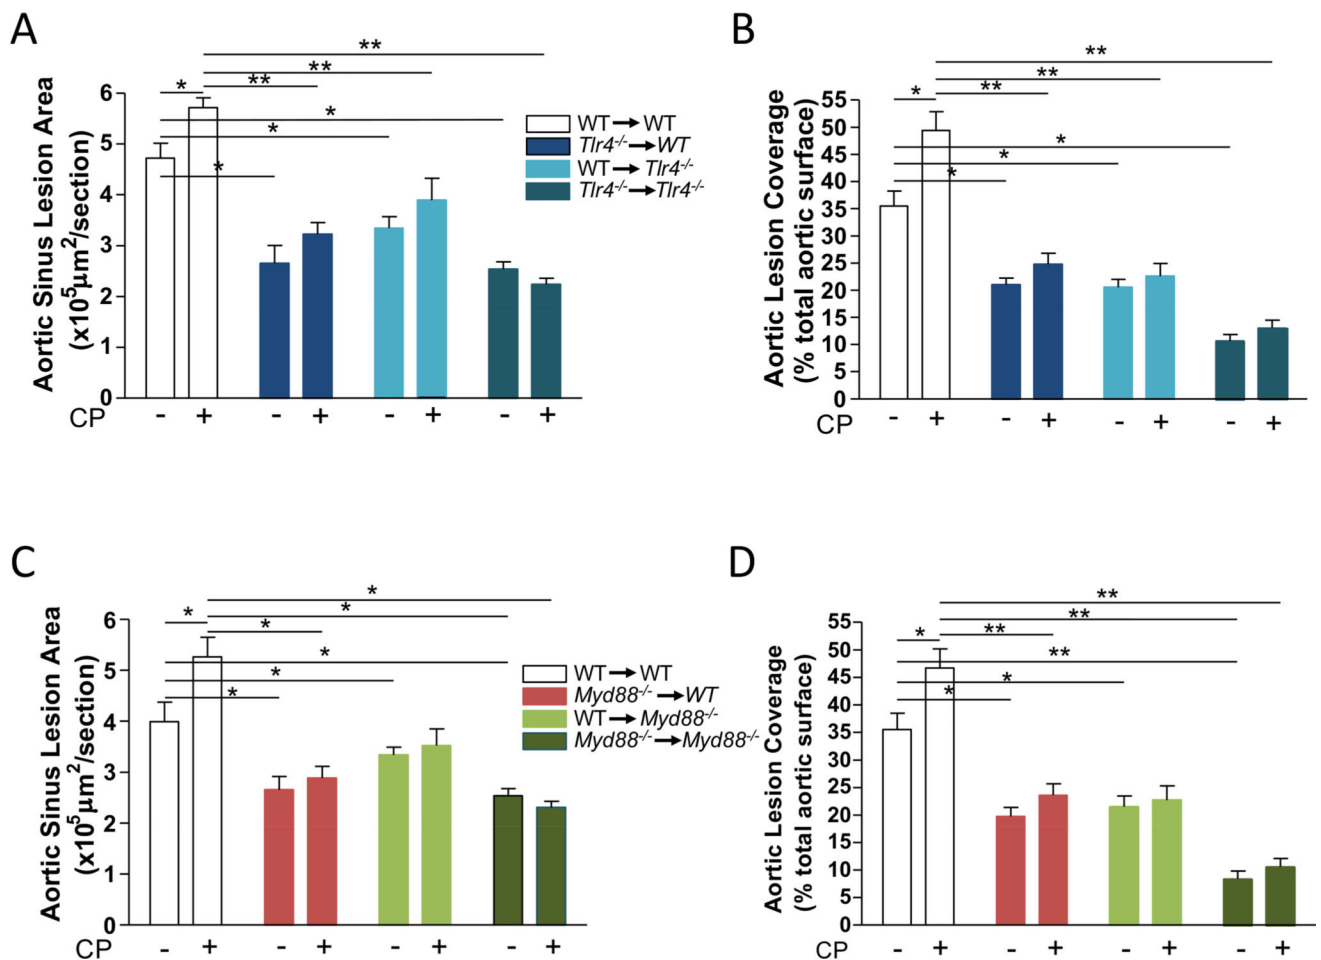 A
Aortic Sinus Lesion Area
(x10⁵μm²/section)
6
5
4
3
2
1
0
**
**
* **
*
*
*
CP - + - + - + - +
WT→WT
Tlr4-/-→WT
WT→Tlr4-/-
Tlr4-/-→Tlr4-/-
B
Aortic Lesion Coverage
(% total aortic surface)
55
50
45
40
35
30
25
20
15
10
5
0
**
**
* **
*
*
*
CP - + - + - + - +
C
Aortic Sinus Lesion Area
(x10⁵μm²/section)
6
5
4
3
2
1
0
*
*
* *
*
*
*
CP - + - + - + - +
WT→WT
Myd88-/-→WT
WT→Myd88-/-
Myd88-/-→Myd88-/-
D
Aortic Lesion Coverage
(% total aortic surface)
55
50
45
40
35
30
25
20
15
10
5
0
**
**
* **
**
*
*
CP - + - + - + - +